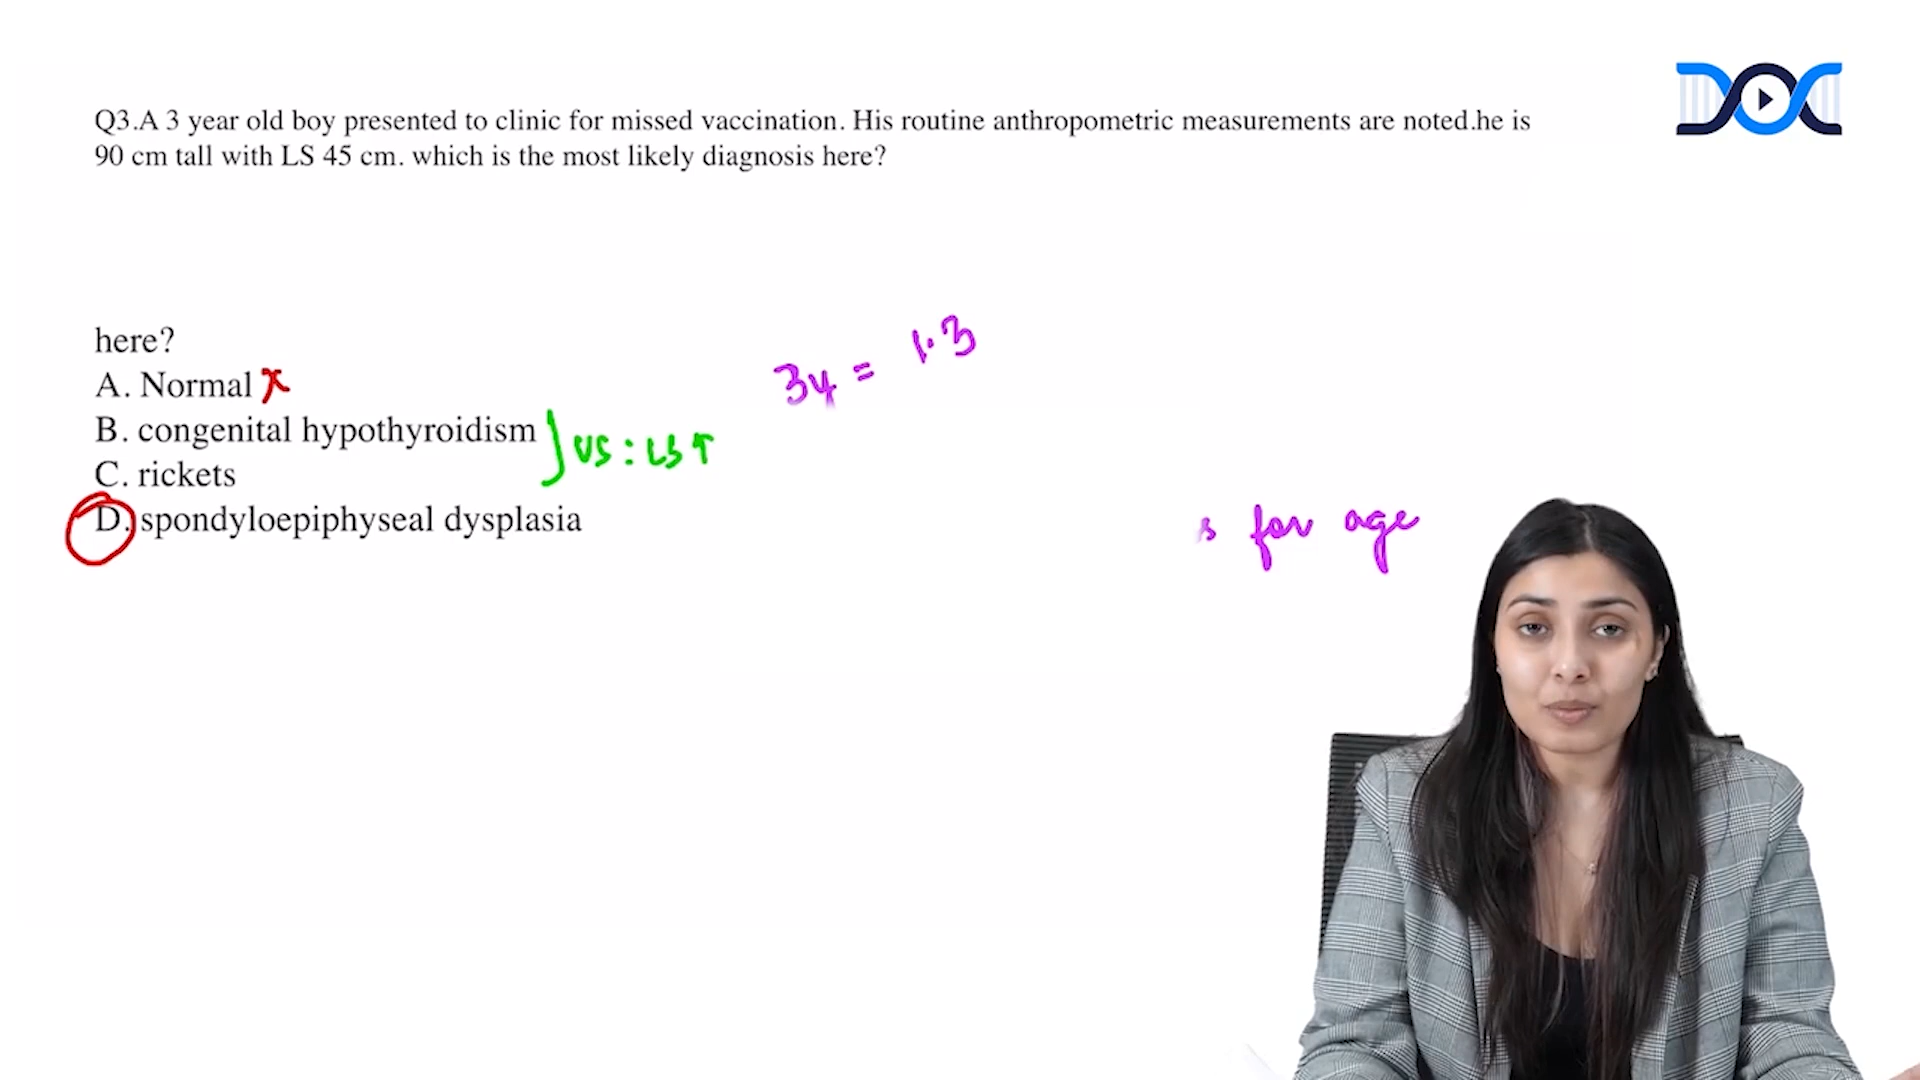 DOC
Q3.A 3 year old boy presented to clinic for missed vaccination. His routine anthropometric measurements are noted.he is
90 cm tall with LS 45 cm. which is the most likely diagnosis here?
here?
A. Normal x
B. congenital hypothyroidism
C. rickets
D. spondyloepiphyseal dysplasia
US : LS ↑
3y = 1.3
s for age